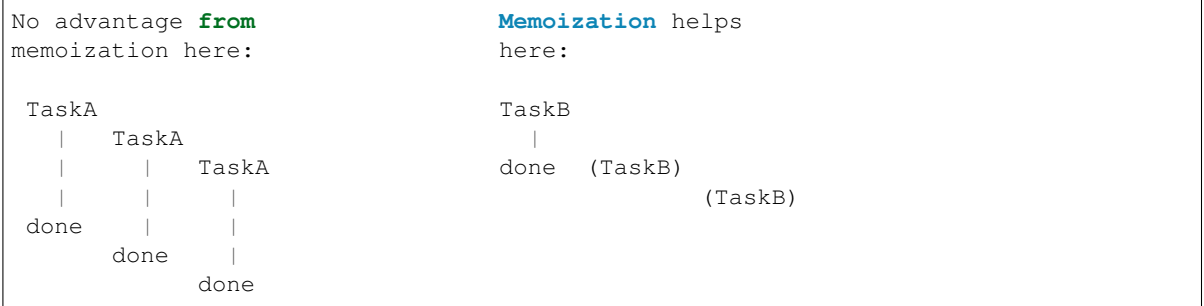 No advantage from                Memoization helps
memoization here:                here:

 TaskA                           TaskB
   |   TaskA                       |
   |     |   TaskA               done  (TaskB)
   |     |     |                               (TaskB)
 done    |     |
       done    |
             done